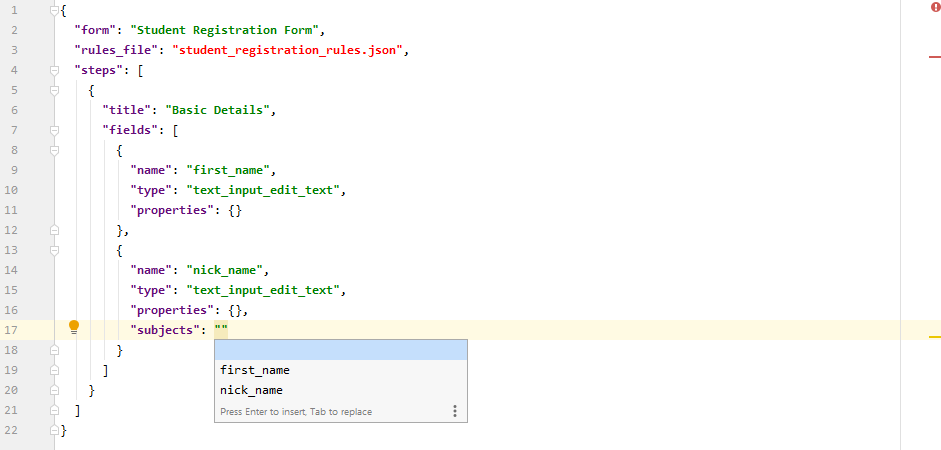 1 {
2 "form": "Student Registration Form",
3 "rules_file": "student_registration_rules.json",
4 "steps": [
5 {
6 "title": "Basic Details",
7 "fields": [
8 {
9 "name": "first_name",
10 "type": "text_input_edit_text",
11 "properties": {}
12 },
13 {
14 "name": "nick_name",
15 "type": "text_input_edit_text",
16 "properties": {},
17 "subjects": ""
18 }
19 ]
first_name
20 }
nick_name
21 ]
Press Enter to insert, Tab to replace
22 }